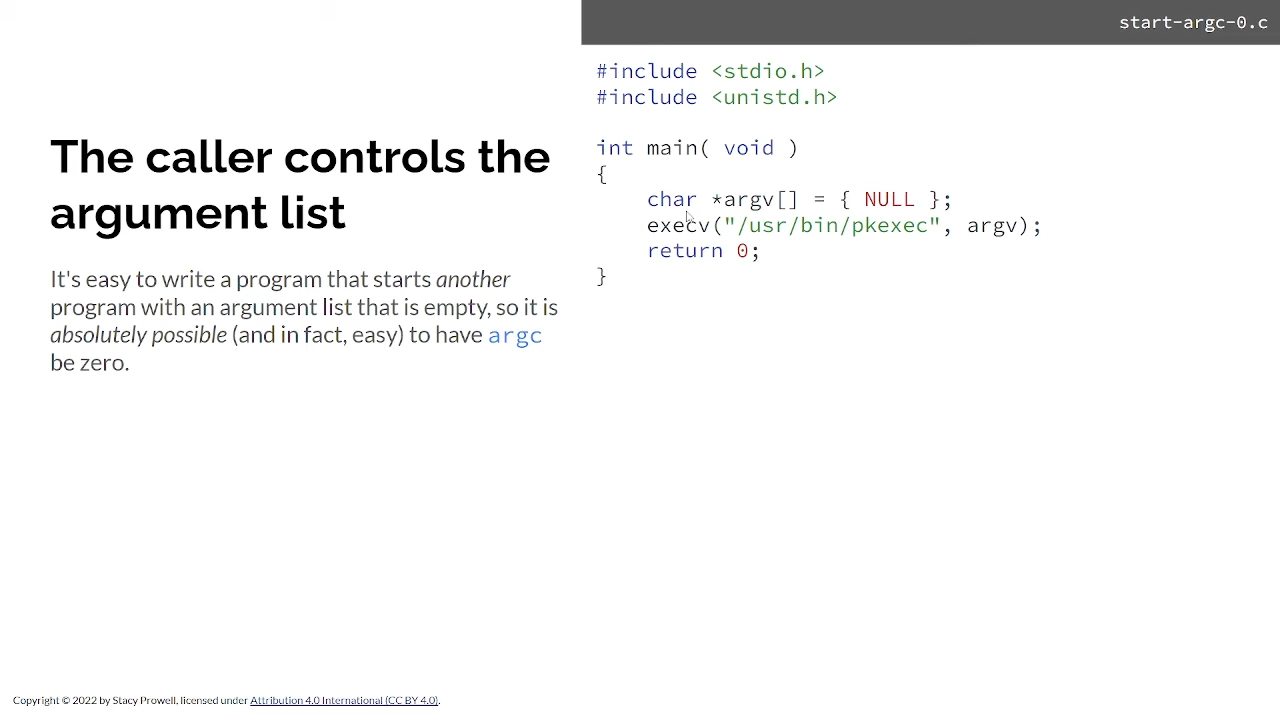 start-argc-0.c
The caller controls the
argument list
It's easy to write a program that starts another
program with an argument list that is empty, so it is
absolutely possible (and in fact, easy) to have argc
be zero.
#include <stdio.h>
#include <unistd.h>
int main( void )
{
    char *argv[] = { NULL };
    execv("/usr/bin/pkexec", argv);
    return 0;
}
Copyright © 2022 by Stacy Prowell, licensed under Attribution 4.0 International (CC BY 4.0).